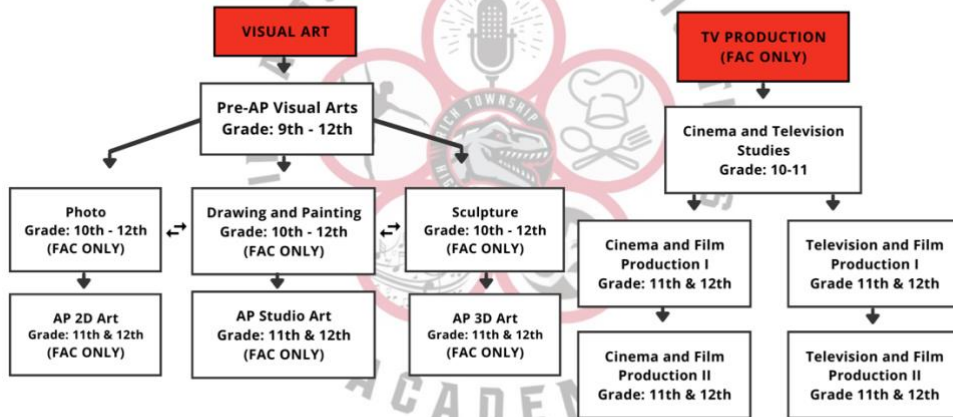 VISUAL ART
Pre-AP Visual Arts
Grade: 9th - 12th
Photo
Grade: 10th - 12th
(FAC ONLY)
Drawing and Painting
Grade: 10th - 12th
(FAC ONLY)
Sculpture
Grade: 10th - 12th
(FAC ONLY)
AP 2D Art
Grade: 11th & 12th
(FAC ONLY)
AP Studio Art
Grade: 11th & 12th
(FAC ONLY)
AP 3D Art
Grade: 11th & 12th
(FAC ONLY)
TV PRODUCTION
(FAC ONLY)
Cinema and Television
Studies
Grade: 10-11
Cinema and Film
Production I
Grade: 11th & 12th
Television and Film
Production I
Grade 11th & 12th
Cinema and Film
Production II
Grade: 11th & 12th
Television and Film
Production II
Grade 11th & 12th
RICH TOWNSHIP